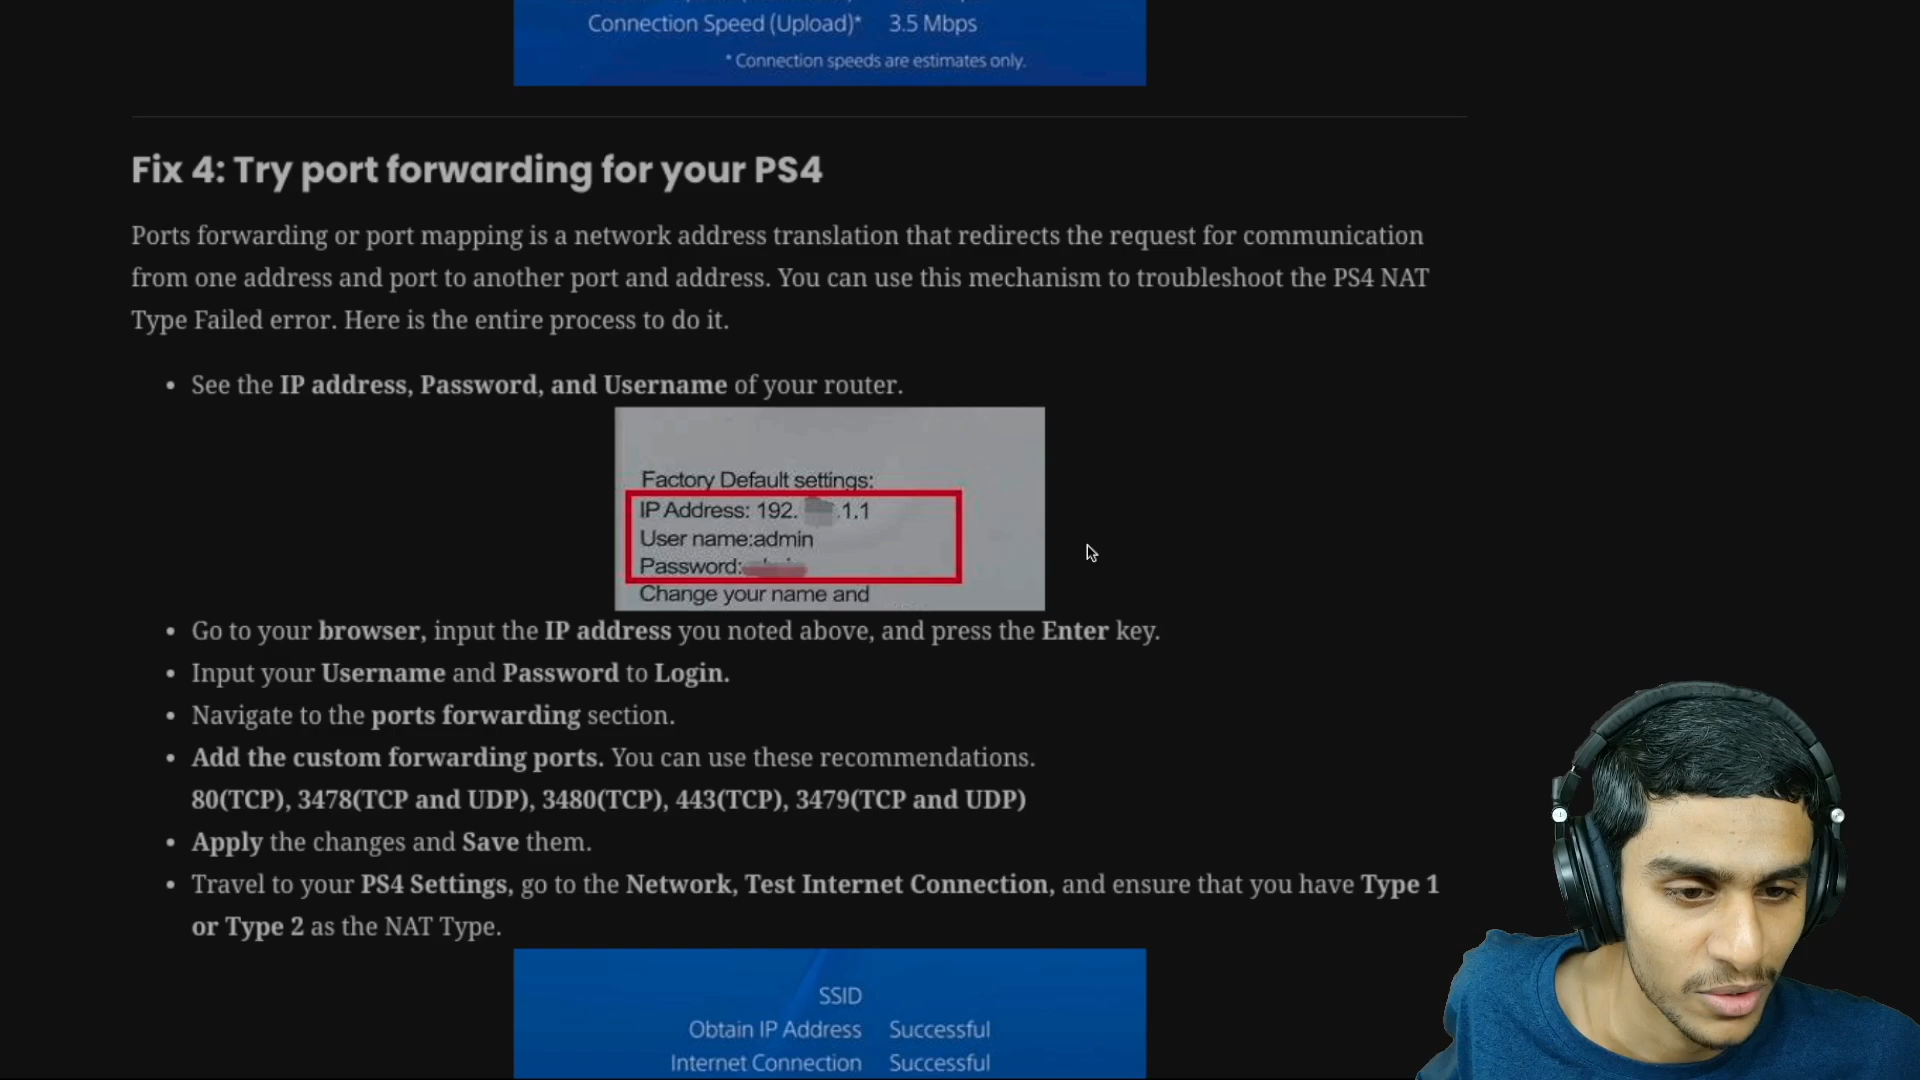 Connection Speed (Upload)* 3.5 Mbps
* Connection speeds are estimates only.
Fix 4: Try port forwarding for your PS4
Ports forwarding or port mapping is a network address translation that redirects the request for communication
from one address and port to another port and address. You can use this mechanism to troubleshoot the PS4 NAT
Type Failed error. Here is the entire process to do it.
• See the IP address, Password, and Username of your router.
Factory Default settings:
IP Address: 192. .1.1
User name:admin
Password:
Change your name and
• Go to your browser, input the IP address you noted above, and press the Enter key.
• Input your Username and Password to Login.
• Navigate to the ports forwarding section.
• Add the custom forwarding ports. You can use these recommendations.
80(TCP), 3478(TCP and UDP), 3480(TCP), 443(TCP), 3479(TCP and UDP)
• Apply the changes and Save them.
• Travel to your PS4 Settings, go to the Network, Test Internet Connection, and ensure that you have Type 1
or Type 2 as the NAT Type.
SSID
Obtain IP Address Successful
Internet Connection Successful